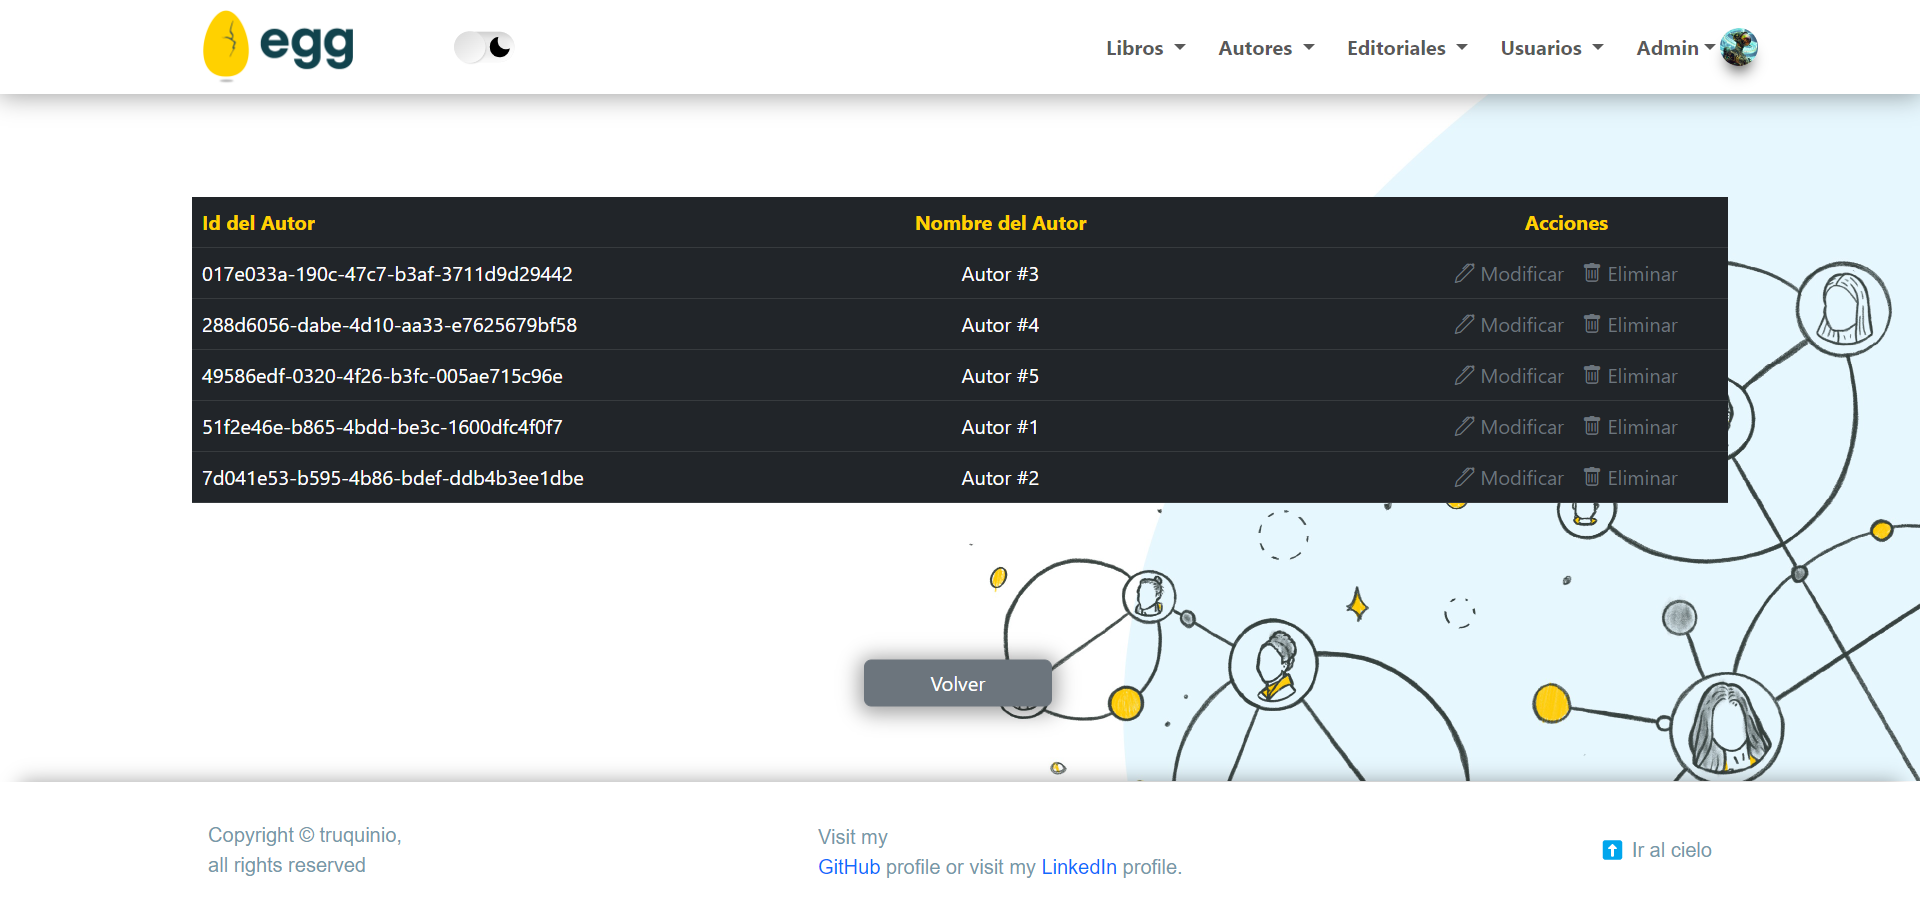 egg
Libros Autores Editoriales Usuarios Admin
Id del Autor Nombre del Autor Acciones
017e033a-190c-47c7-b3af-3711d9d29442 Autor #3 Modificar Eliminar
288d6056-dabe-4d10-aa33-e7625679bf58 Autor #4 Modificar Eliminar
49586edf-0320-4f26-b3fc-005ae715c96e Autor #5 Modificar Eliminar
51f2e46e-b865-4bdd-be3c-1600dfc4f0f7 Autor #1 Modificar Eliminar
7d041e53-b595-4b86-bdef-ddb4b3ee1dbe Autor #2 Modificar Eliminar
Volver
Copyright © truquinio,
all rights reserved
Visit my
GitHub profile or visit my LinkedIn profile.
Ir al cielo